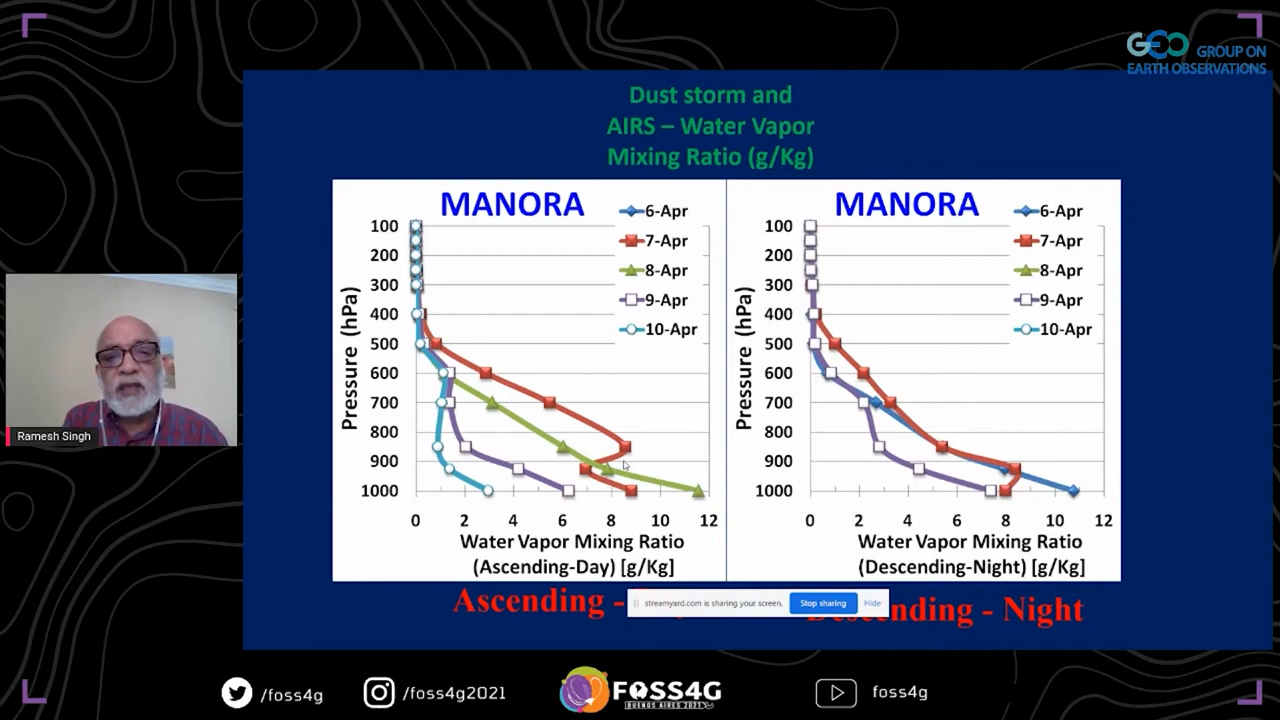 GEO GROUP ON
EARTH OBSERVATIONS
Dust storm and
AIRS – Water Vapor
Mixing Ratio (g/Kg)
MANORA
6-Apr
7-Apr
8-Apr
9-Apr
10-Apr
100
200
300
400
500
600
700
800
900
1000
Pressure (hPa)
0 2 4 6 8 10 12
Water Vapor Mixing Ratio
(Ascending-Day) [g/Kg]
MANORA
6-Apr
7-Apr
8-Apr
9-Apr
10-Apr
100
200
300
400
500
600
700
800
900
1000
Pressure (hPa)
0 2 4 6 8 10 12
Water Vapor Mixing Ratio
(Descending-Night) [g/Kg]
Ascending -
streamyard.com is sharing your screen. Stop sharing Hide
nding - Night
Ramesh Singh
/foss4g
/foss4g2021
FOSS4G
BUENOS AIRES 2021
foss4g